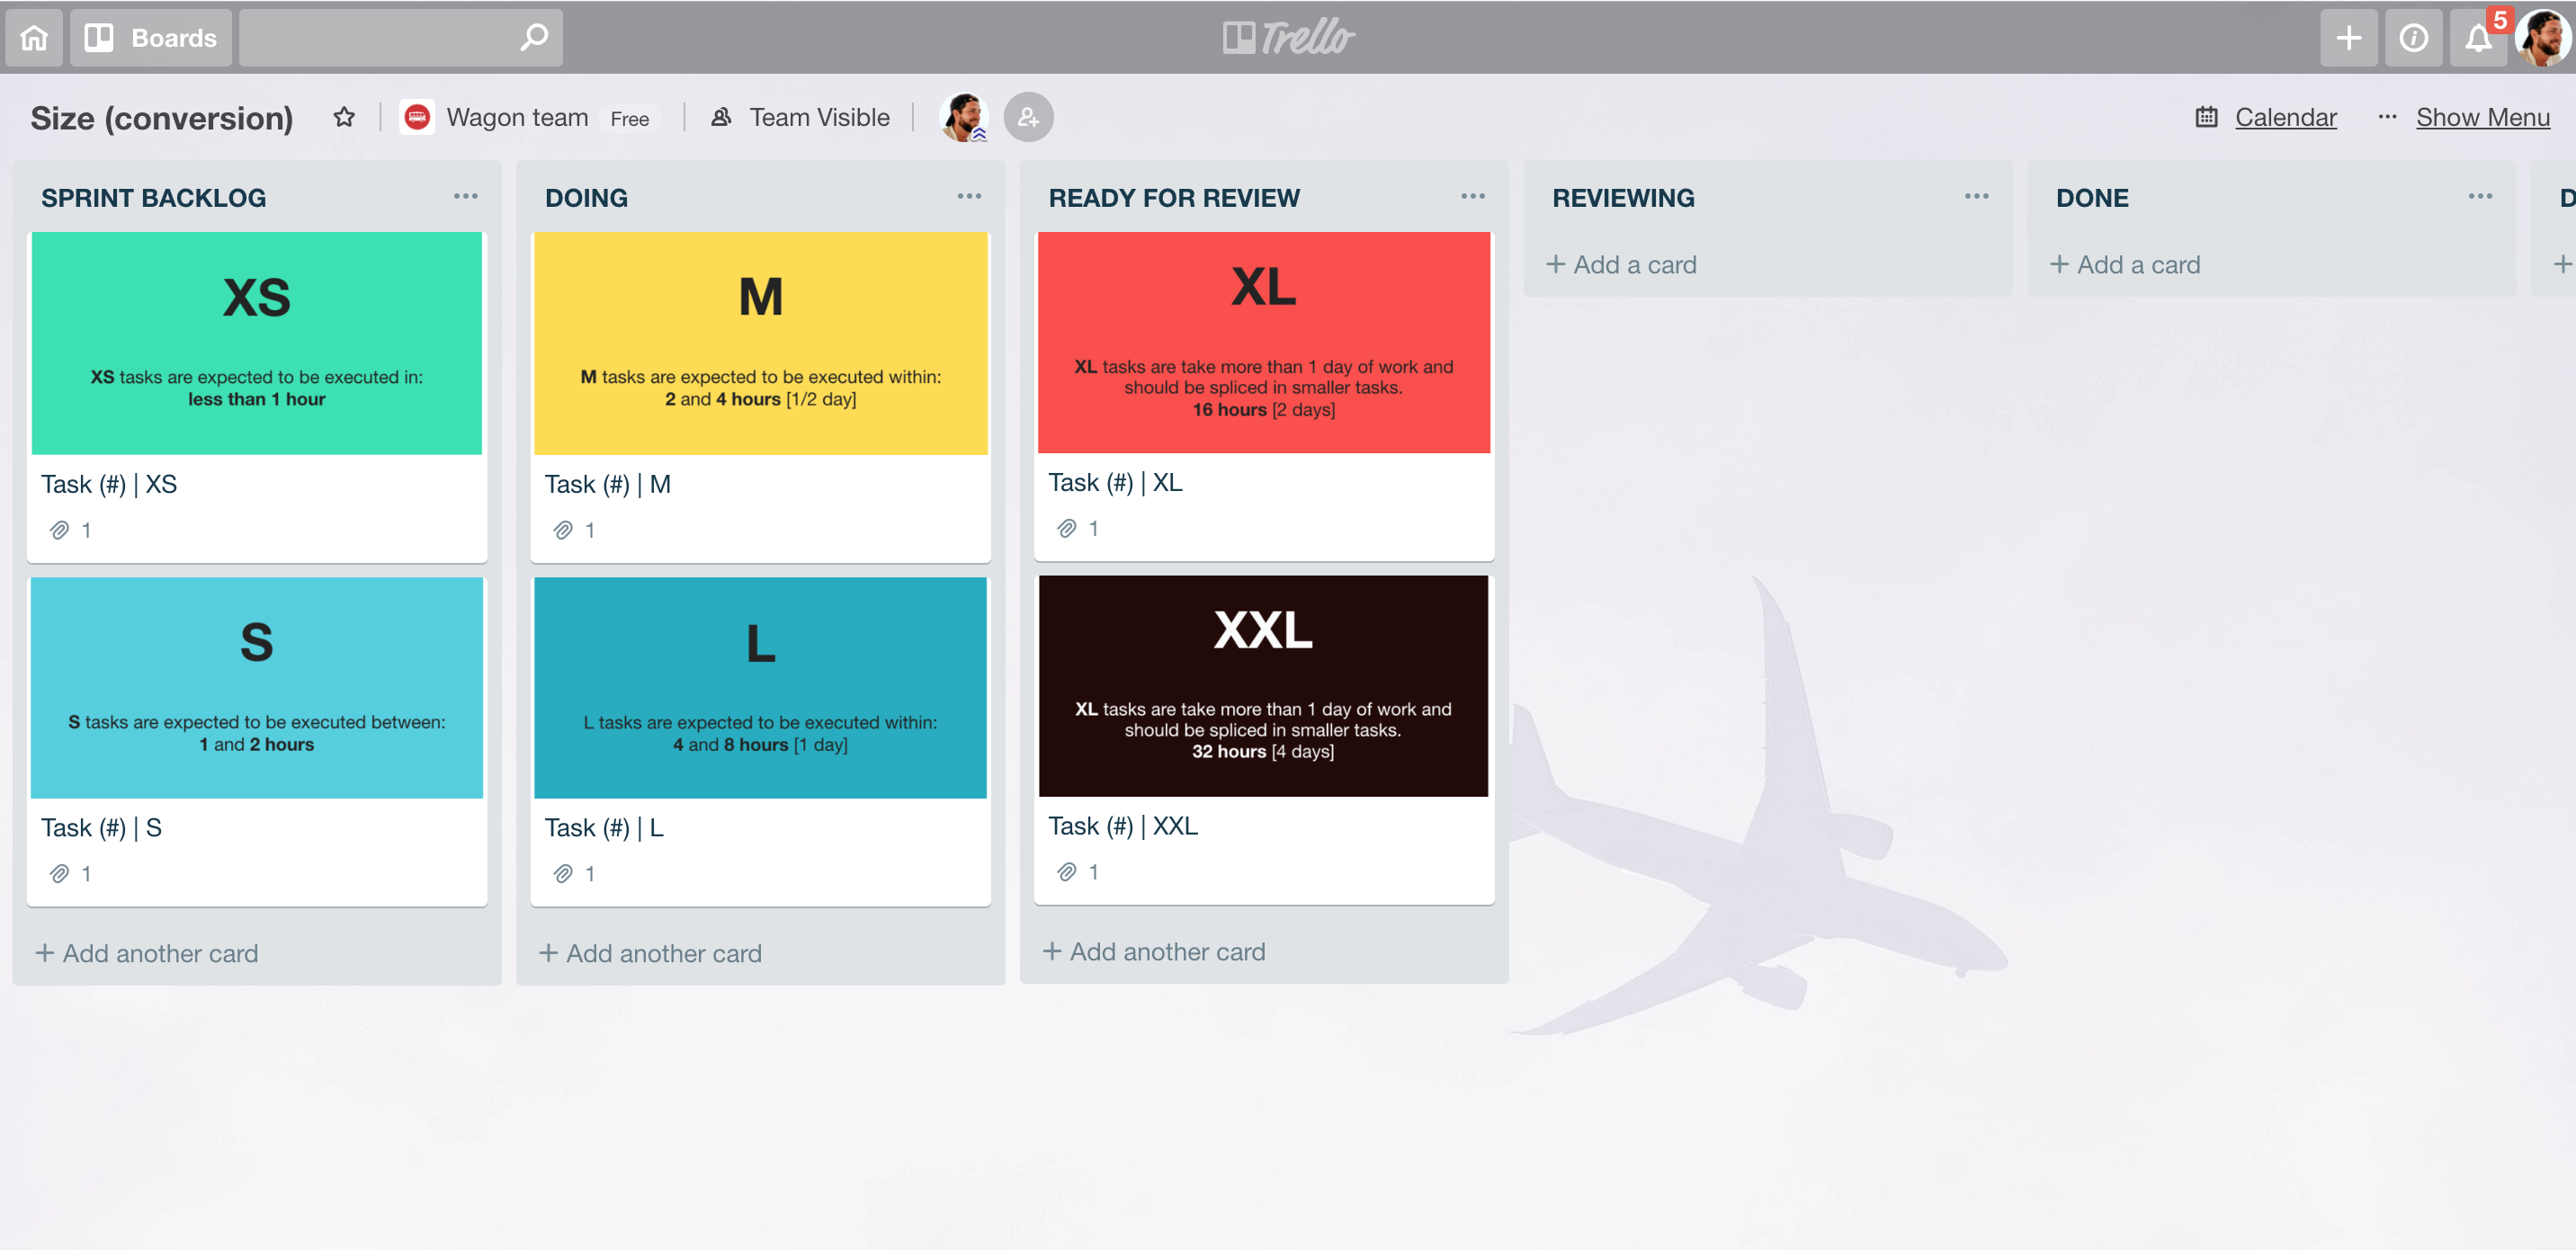 Boards
Trello
5
Size (conversion)
Wagon team Free
Team Visible
Calendar
... Show Menu
SPRINT BACKLOG
XS
XS tasks are expected to be executed in:
less than 1 hour
Task (#) | XS
1
S
S tasks are expected to be executed between:
1 and 2 hours
Task (#) | S
1
+ Add another card
DOING
M
M tasks are expected to be executed within:
2 and 4 hours [1/2 day]
Task (#) | M
1
L
L tasks are expected to be executed within:
4 and 8 hours [1 day]
Task (#) | L
1
+ Add another card
READY FOR REVIEW
XL
XL tasks are take more than 1 day of work and
should be spliced in smaller tasks.
16 hours [2 days]
Task (#) | XL
1
XXL
XL tasks are take more than 1 day of work and
should be spliced in smaller tasks.
32 hours [4 days]
Task (#) | XXL
1
+ Add another card
REVIEWING
+ Add a card
DONE
+ Add a card
D
+